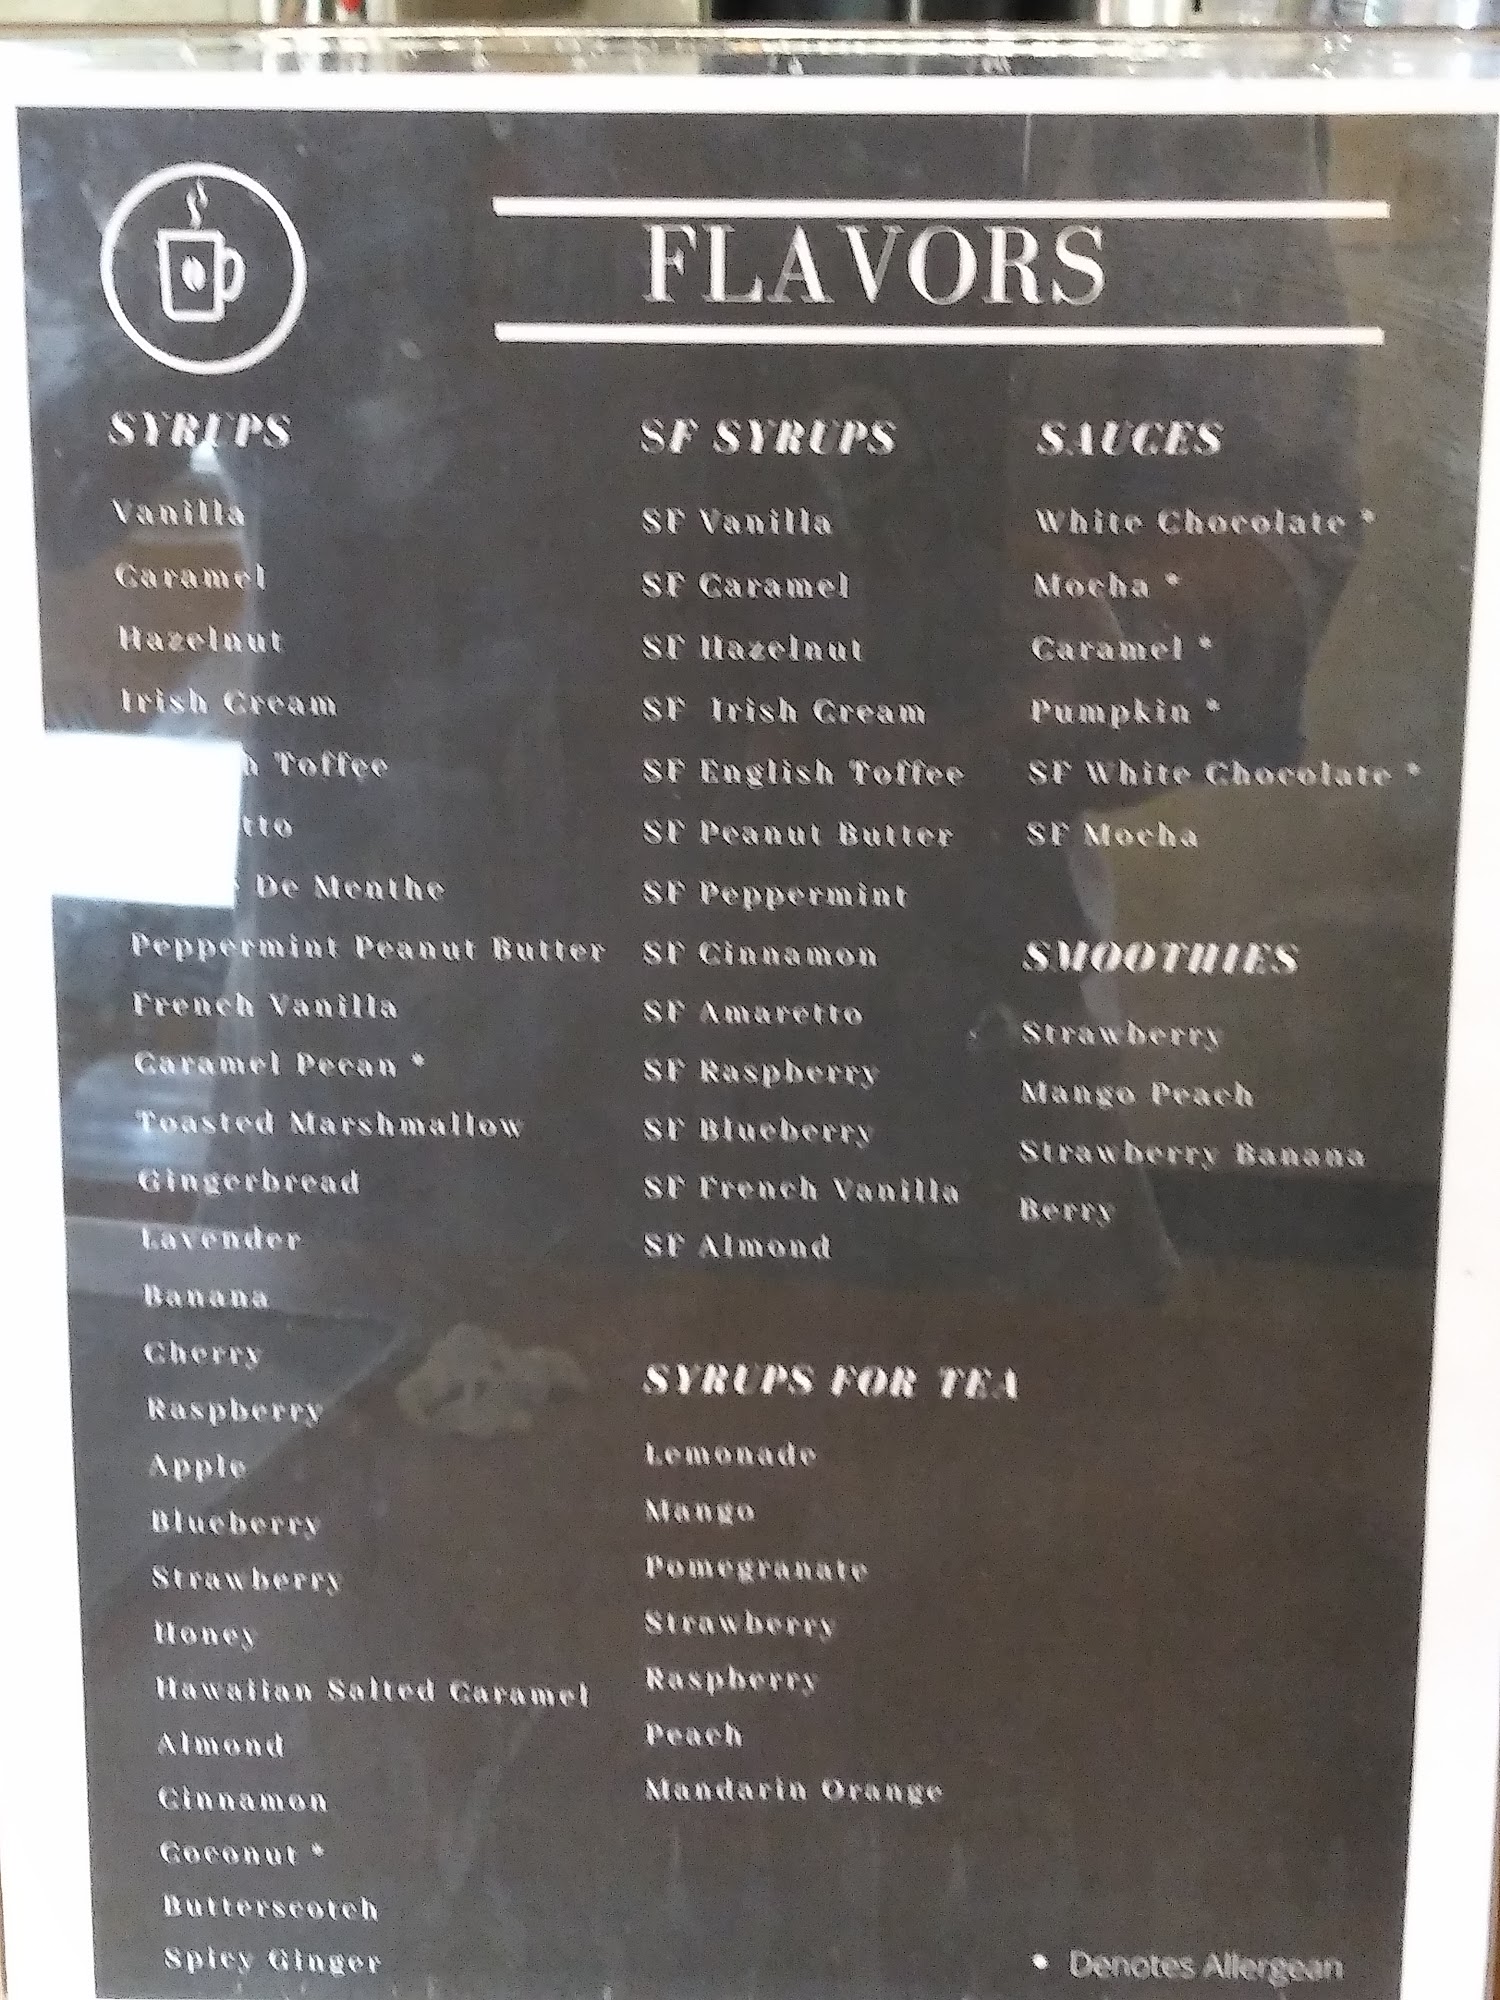 FLAVORS
SYRUPS
Vanilla
Caramel
Hazelnut
Irish Cream
Toffee
De Menthe
Peppermint Peanut Butter
French Vanilla
Caramel Pecan *
Toasted Marshmallow
Gingerbread
Lavender
Banana
Cherry
Raspberry
Apple
Blueberry
Strawberry
Honey
Hawaiian Salted Caramel
Almond
Cinnamon
Coconut *
Butterscotch
Spicy Ginger
SF SYRUPS
SF Vanilla
SF Caramel
SF Hazelnut
SF Irish Cream
SF English Toffee
SF Peanut Butter
SF Peppermint
SF Cinnamon
SF Amaretto
SF Raspberry
SF Blueberry
SF French Vanilla
SF Almond
SYRUPS FOR TEA
Lemonade
Mango
Pomegranate
Strawberry
Raspberry
Peach
Mandarin Orange
SAUCES
White Chocolate *
Mocha *
Caramel *
Pumpkin *
SF White Chocolate *
SF Mocha
SMOOTHIES
Strawberry
Mango Peach
Strawberry Banana
Berry
* Denotes Allergean